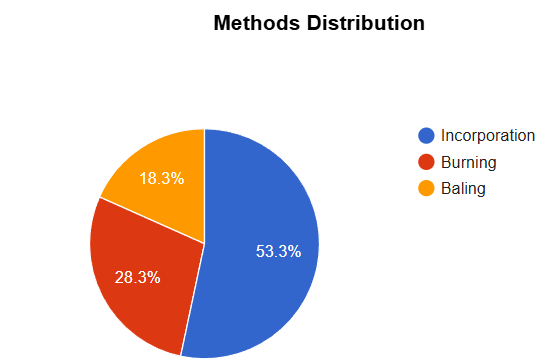 Methods Distribution
Incorporation
Burning
Baling
18.3%
53.3%
28.3%